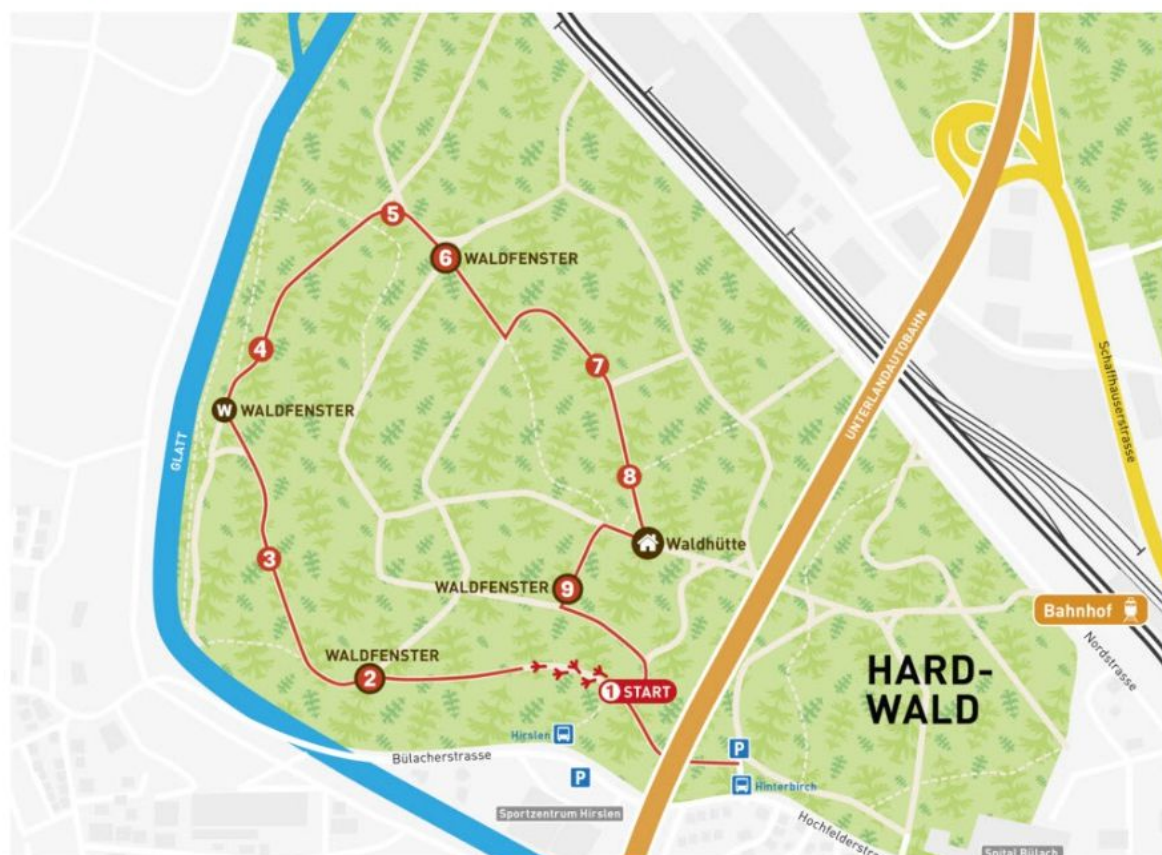 5
6 WALDFENSTER
4
7
W WALDFENSTER
GLATT
UNTERLANDAUTOBAHN
Schaffhauserstrasse
8
3
Waldhütte
WALDFENSTER
9
Bahnhof
Nordstrasse
WALDFENSTER
2
1 START
HARD-
WALD
Hirslen
Bülacherstrasse
P
P
Hinterbirch
Sportzentrum Hirslen
Hochfelderstr
Spital Bülach